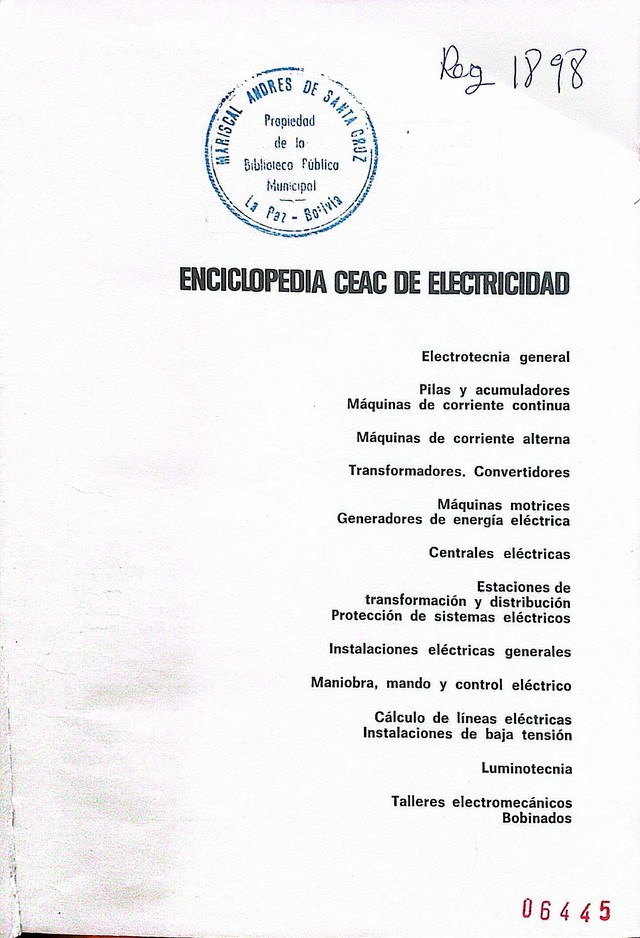 Reg 1898
MARISCAL ANDRES DE SANTA CRUZ
Propiedad
de la
Biblioteca Pública
Municipal
La Paz - Bolivia
ENCICLOPEDIA CEAC DE ELECTRICIDAD
Electrotecnia general
Pilas y acumuladores
Máquinas de corriente continua
Máquinas de corriente alterna
Transformadores. Convertidores
Máquinas motrices
Generadores de energía eléctrica
Centrales eléctricas
Estaciones de
transformación y distribución
Protección de sistemas eléctricos
Instalaciones eléctricas generales
Maniobra, mando y control eléctrico
Cálculo de líneas eléctricas
Instalaciones de baja tensión
Luminotecnia
Talleres electromecánicos
Bobinados
06445